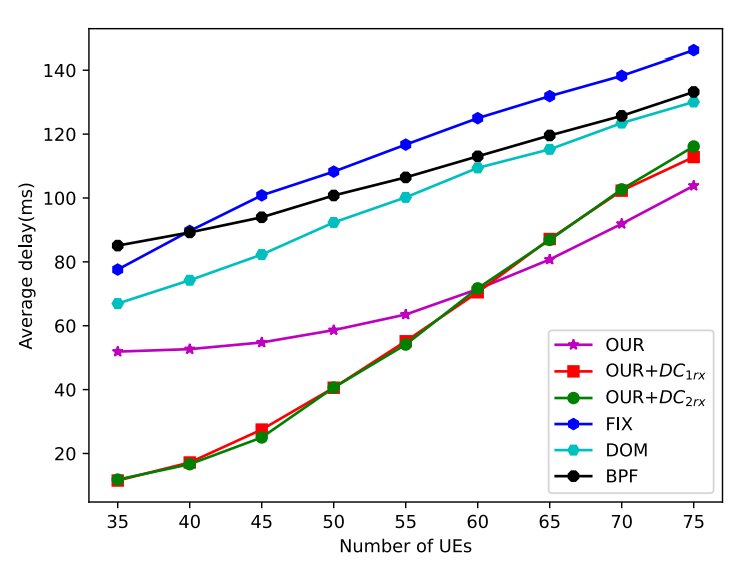 140
120
100
80
60
40
20
Average delay(ms)
35 40 45 50 55 60 65 70 75
Number of UEs
OUR
OUR+DC1rx
OUR+DC2rx
FIX
DOM
BPF